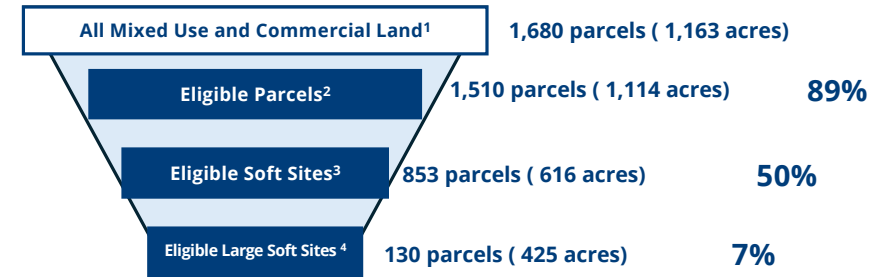 All Mixed Use and Commercial Land¹ 1,680 parcels ( 1,163 acres)
Eligible Parcels² 1,510 parcels ( 1,114 acres) 89%
Eligible Soft Sites³ 853 parcels ( 616 acres) 50%
Eligible Large Soft Sites ⁴ 130 parcels ( 425 acres) 7%